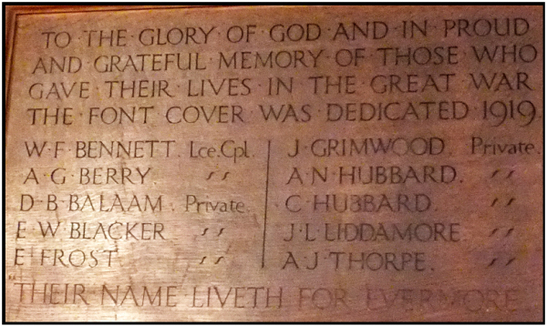 TO·THE·GLORY·OF·GOD·AND·IN·PROUD
AND·GRATEFUL·MEMORY·OF·THOSE·WHO
GAVE·THEIR·LIVES·IN·THE·GREAT·WAR
THE·FONT·COVER·WAS·DEDICATED·1919.
W·F·BENNETT. Lce.Cpl.
A·G·BERRY. ״
D·B·BALAAM. Private.
E·W·BLACKER ״
E·FROST ״
J·GRIMWOOD. Private.
A·N·HUBBARD. ״
C·HUBBARD. ״
J·L·LIDDAMORE. ״
A·J·THORPE. ״
"THEIR·NAME·LIVETH·FOR·EVERMORE